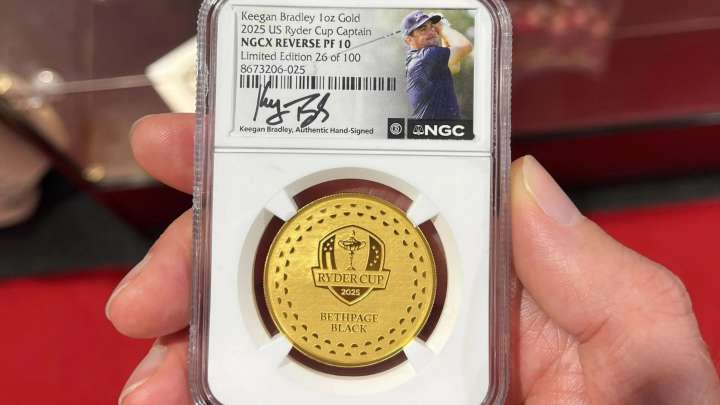 Keegan Bradley 1oz Gold
2025 US Ryder Cup Captain
NGCX REVERSE PF 10
Limited Edition 26 of 100
8673206-025
Keegan Bradley, Authentic Hand-Signed
NGC
RYDER CUP
2025
BETHPAGE
BLACK